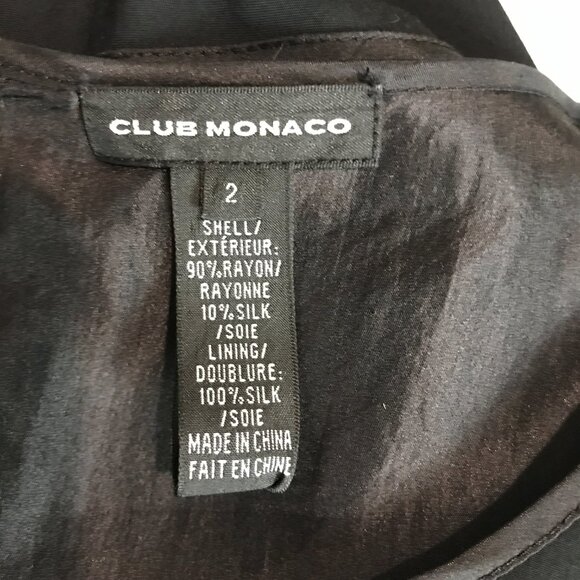 CLUB MONACO
2
SHELL/
EXTÉRIEUR:
90%RAYON/
RAYONNE
10%SILK
/SOIE
LINING/
DOUBLURE:
100%SILK
/SOIE
MADE IN CHINA
FAIT EN CHINE